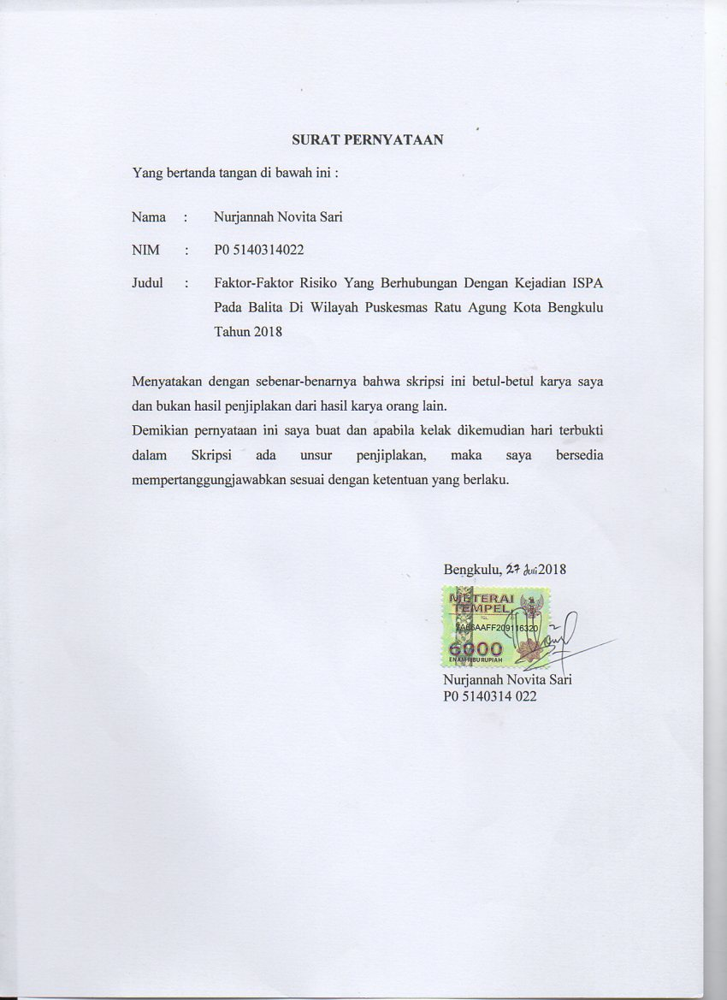 SURAT PERNYATAAN
Yang bertanda tangan di bawah ini :
Nama : Nurjannah Novita Sari
NIM : P0 5140314022
Judul : Faktor-Faktor Risiko Yang Berhubungan Dengan Kejadian ISPA
Pada Balita Di Wilayah Puskesmas Ratu Agung Kota Bengkulu
Tahun 2018
Menyatakan dengan sebenar-benarnya bahwa skripsi ini betul-betul karya saya
dan bukan hasil penjiplakan dari hasil karya orang lain.
Demikian pernyataan ini saya buat dan apabila kelak dikemudian hari terbukti
dalam Skripsi ada unsur penjiplakan, maka saya bersedia
mempertanggungjawabkan sesuai dengan ketentuan yang berlaku.
Bengkulu, 27 Juli 2018
METERAI
TEMPEL
TGL.
6000
ENAM RIBU RUPIAH
Nurjannah Novita Sari
P0 5140314 022